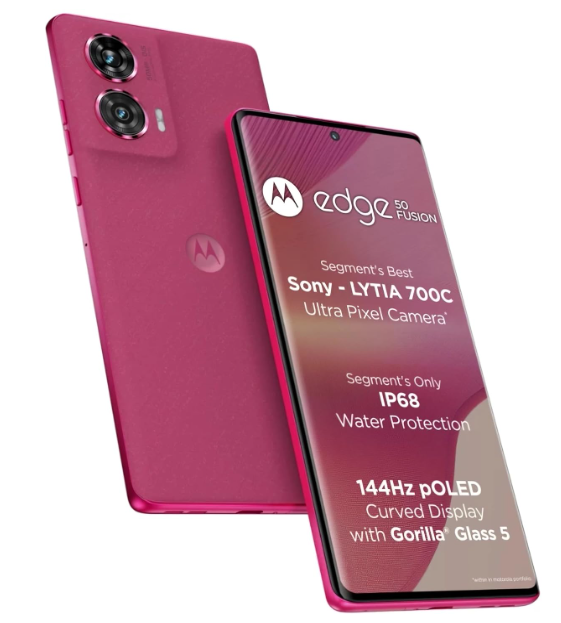 edge 50 FUSION
Segment's Best
Sony - LYTIA 700C
Ultra Pixel Camera*
Segment's Only
IP68
Water Protection
144Hz pOLED
Curved Display
with Gorilla® Glass 5